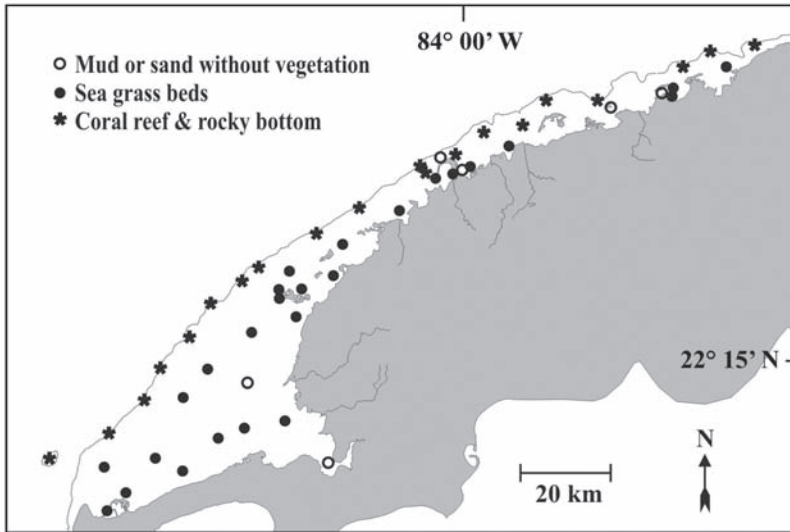 84° 00’ W
Mud or sand without vegetation
Sea grass beds
Coral reef & rocky bottom
22° 15’ N
N
20 km